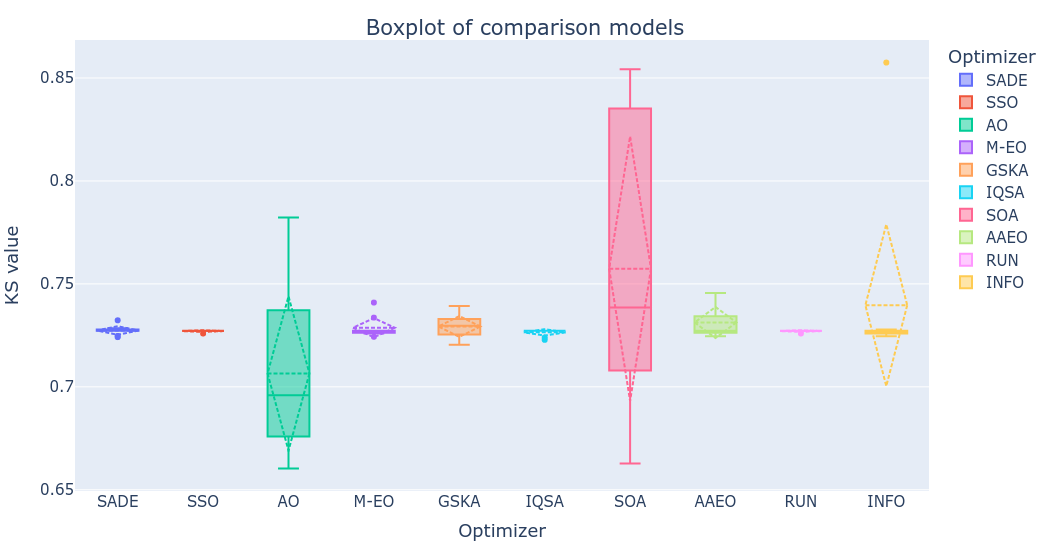 Boxplot of comparison models
KS value
0.85
0.8
0.75
0.7
0.65
SADE
SSO
AO
M-EO
GSKA
IQSA
SOA
AAEO
RUN
INFO
Optimizer
Optimizer
SADE
SSO
AO
M-EO
GSKA
IQSA
SOA
AAEO
RUN
INFO